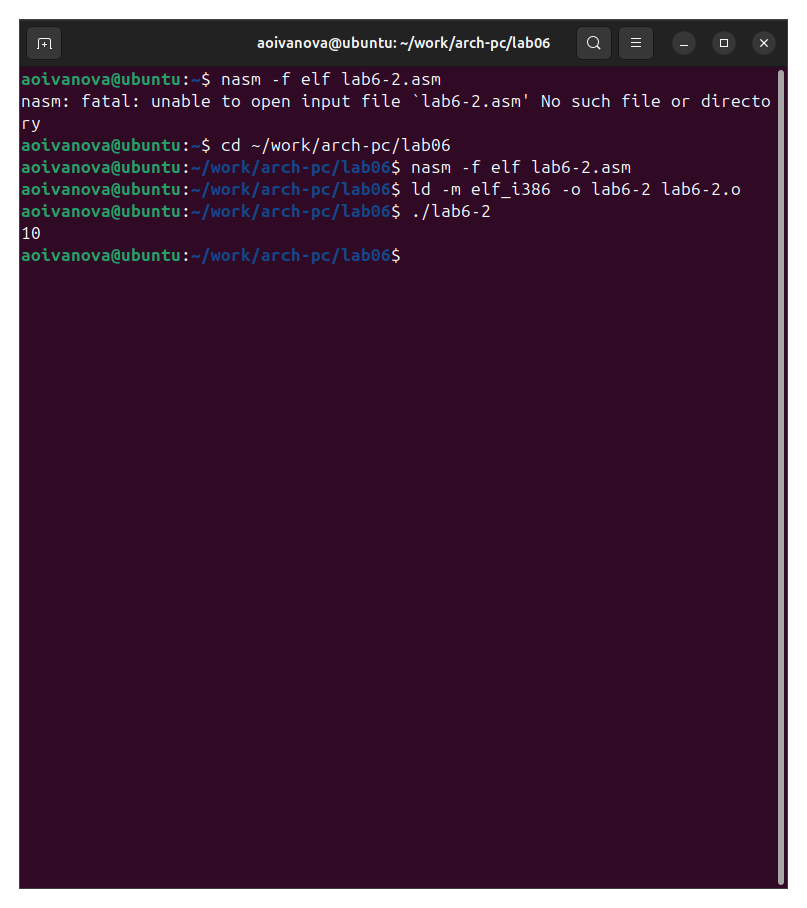 aoivanova@ubuntu: ~/work/arch-pc/lab06
aoivanova@ubuntu:~$ nasm -f elf lab6-2.asm
nasm: fatal: unable to open input file `lab6-2.asm' No such file or directo
ry
aoivanova@ubuntu:~$ cd ~/work/arch-pc/lab06
aoivanova@ubuntu:~/work/arch-pc/lab06$ nasm -f elf lab6-2.asm
aoivanova@ubuntu:~/work/arch-pc/lab06$ ld -m elf_i386 -o lab6-2 lab6-2.o
aoivanova@ubuntu:~/work/arch-pc/lab06$ ./lab6-2
10
aoivanova@ubuntu:~/work/arch-pc/lab06$